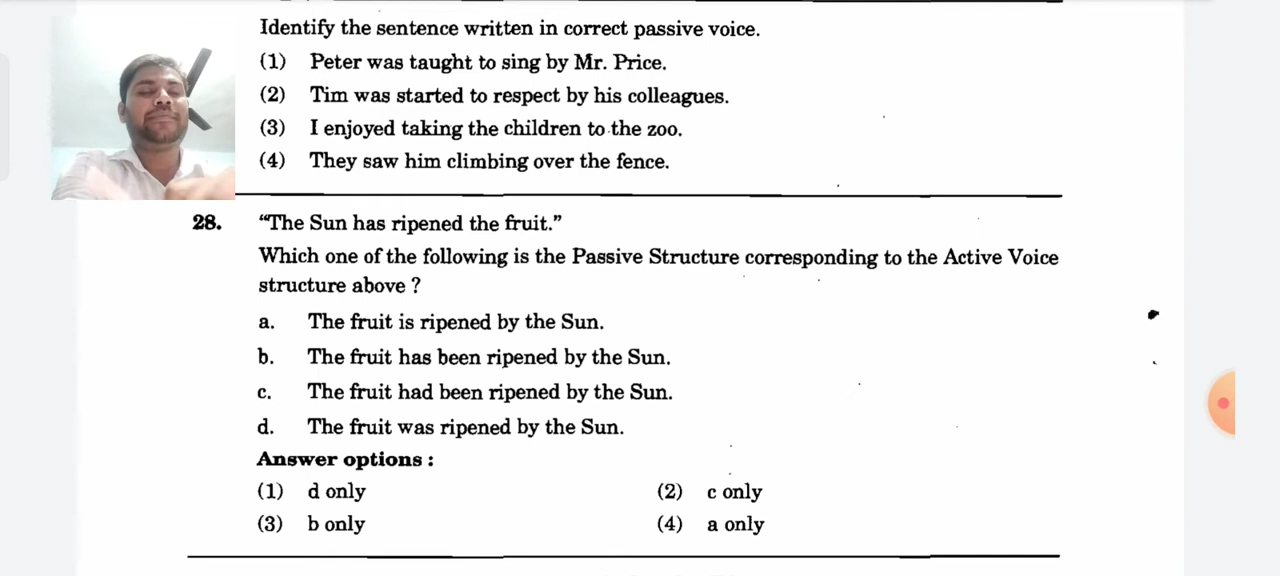 Identify the sentence written in correct passive voice.
(1) Peter was taught to sing by Mr. Price.
(2) Tim was started to respect by his colleagues.
(3) I enjoyed taking the children to the zoo.
(4) They saw him climbing over the fence.
28. “The Sun has ripened the fruit.”
Which one of the following is the Passive Structure corresponding to the Active Voice
structure above ?
a. The fruit is ripened by the Sun.
b. The fruit has been ripened by the Sun.
c. The fruit had been ripened by the Sun.
d. The fruit was ripened by the Sun.
Answer options :
(1) d only (2) c only
(3) b only (4) a only